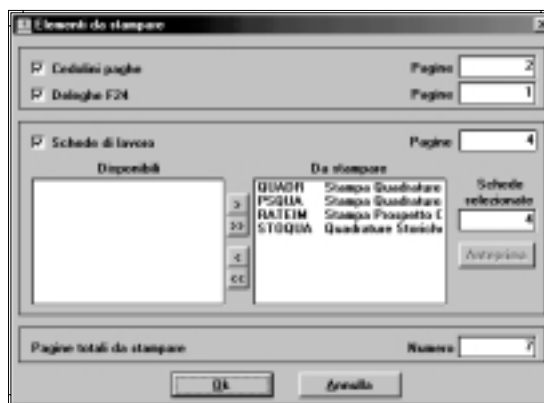 Elementi da stampare
Cedolini paghe Pagine 2
Deleghe F24 Pagine 1
Schede di lavoro Pagine 4
Disponibili Da stampare
QUADR Stampa Quadrature
PSQUA Stampa Quadrature
RATEIM Stampa Prospetto
STOQUA Quadrature Storich
> >> < <<
Schede
selezionate
4
Anteprima
Pagine totali da stampare Numero 7
Ok Annulla